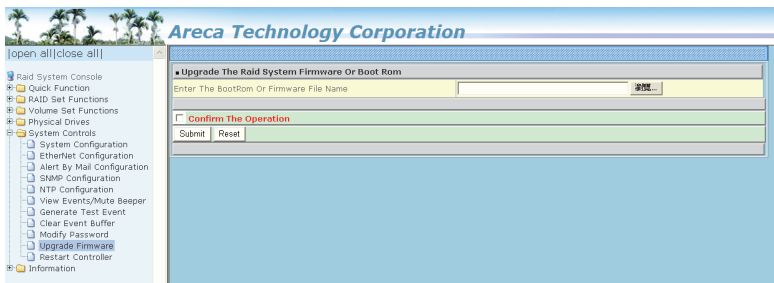 Areca Technology Corporation
|open all|close all|
Raid System Console
Quick Function
RAID Set Functions
Volume Set Functions
Physical Drives
System Controls
System Configuration
EtherNet Configuration
Alert By Mail Configuration
SNMP Configuration
NTP Configuration
View Events/Mute Beeper
Generate Test Event
Clear Event Buffer
Modify Password
Upgrade Firmware
Restart Controller
Information
Upgrade The Raid System Firmware Or Boot Rom
Enter The BootRom Or Firmware File Name
瀏覽...
Confirm The Operation
Submit Reset